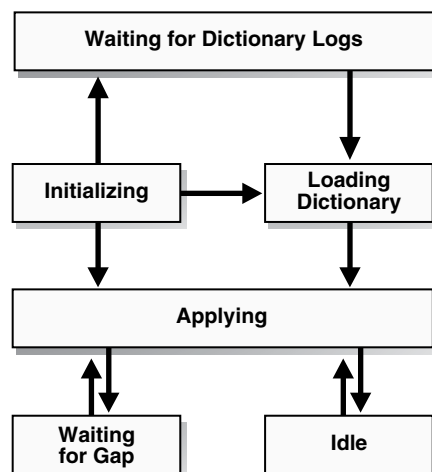 Waiting for Dictionary Logs
Initializing
Loading
Dictionary
Applying
Waiting
for Gap
Idle